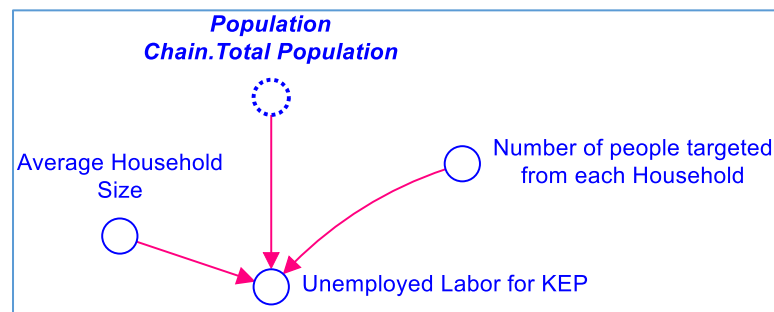 Population
Chain.Total Population
Average Household
Size
Number of people targeted
from each Household
Unemployed Labor for KEP